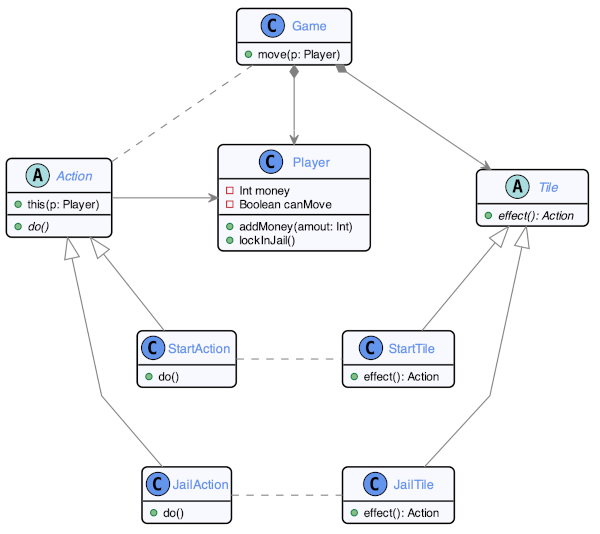 C Game
move(p: Player)
A Action
this(p: Player)
do()
C Player
Int money
Boolean canMove
addMoney(amout: Int)
lockInJail()
A Tile
effect(): Action
C StartAction
do()
C StartTile
effect(): Action
C JailAction
do()
C JailTile
effect(): Action